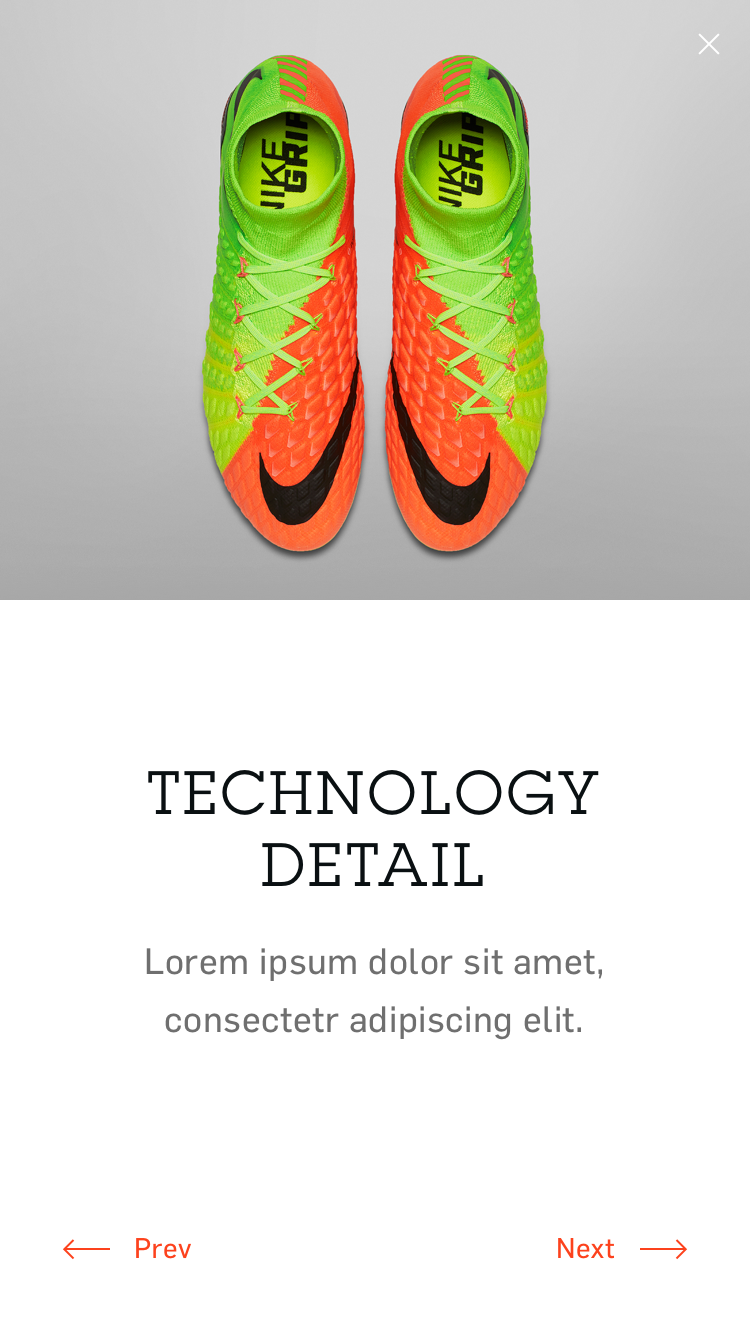 NIKE
GRIP
NIKE
GRIP
TECHNOLOGY
DETAIL
Lorem ipsum dolor sit amet,
consectetr adipiscing elit.
Prev
Next